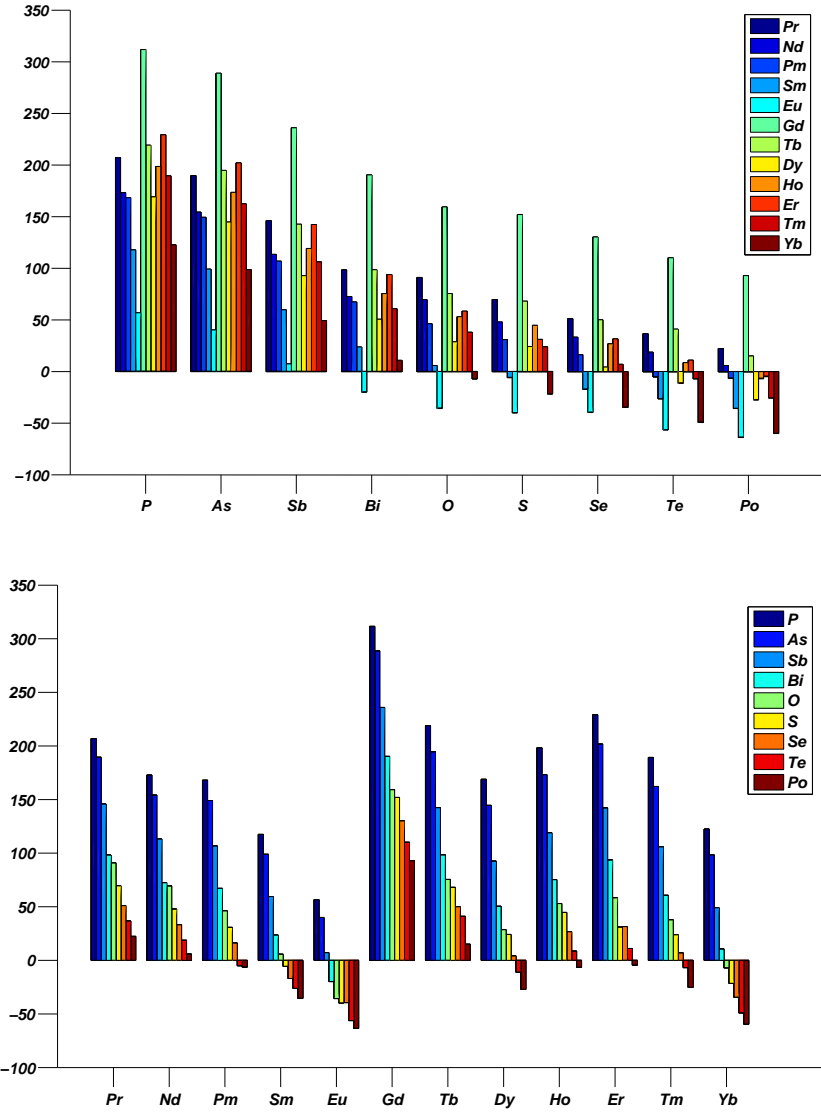 350
300
250
200
150
100
50
0
−50
−100
P As Sb Bi O S Se Te Po
Pr
Nd
Pm
Sm
Eu
Gd
Tb
Dy
Ho
Er
Tm
Yb
350
300
250
200
150
100
50
0
−50
−100
Pr Nd Pm Sm Eu Gd Tb Dy Ho Er Tm Yb
P
As
Sb
Bi
O
S
Se
Te
Po